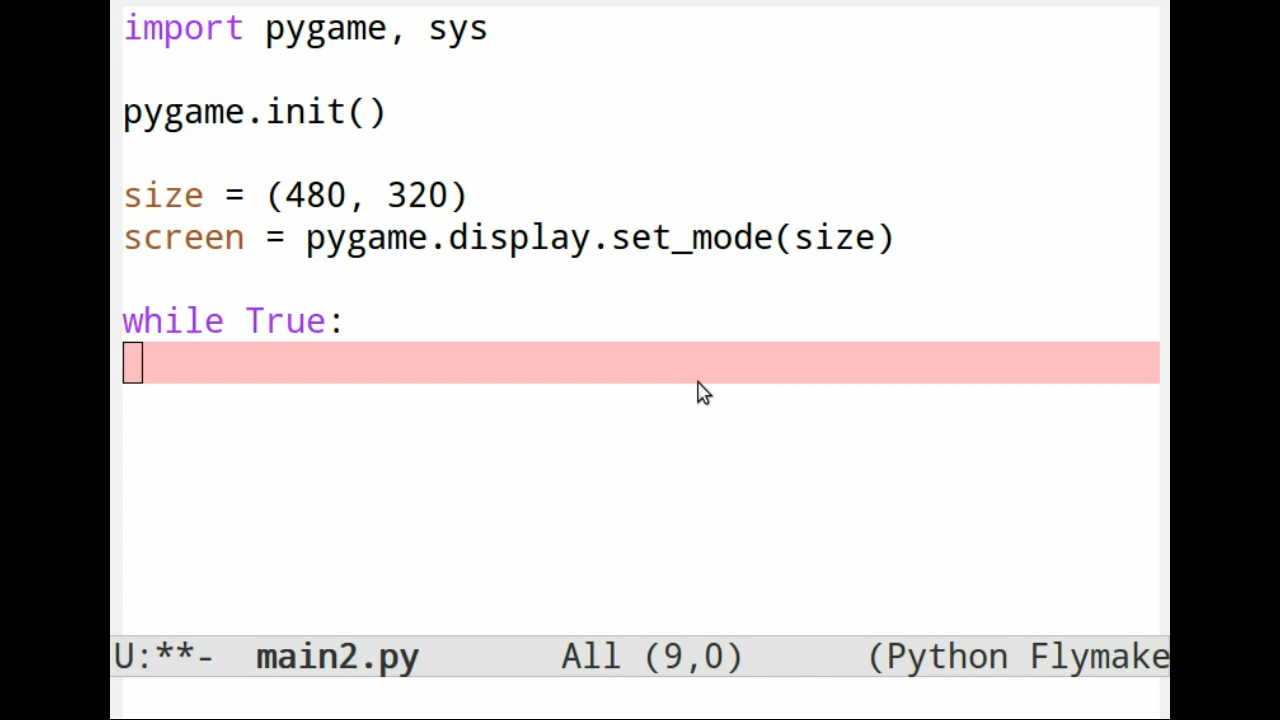 import pygame, sys
pygame.init()
size = (480, 320)
screen = pygame.display.set_mode(size)
while True:
U:**-  main2.py       All (9,0)      (Python Flymake